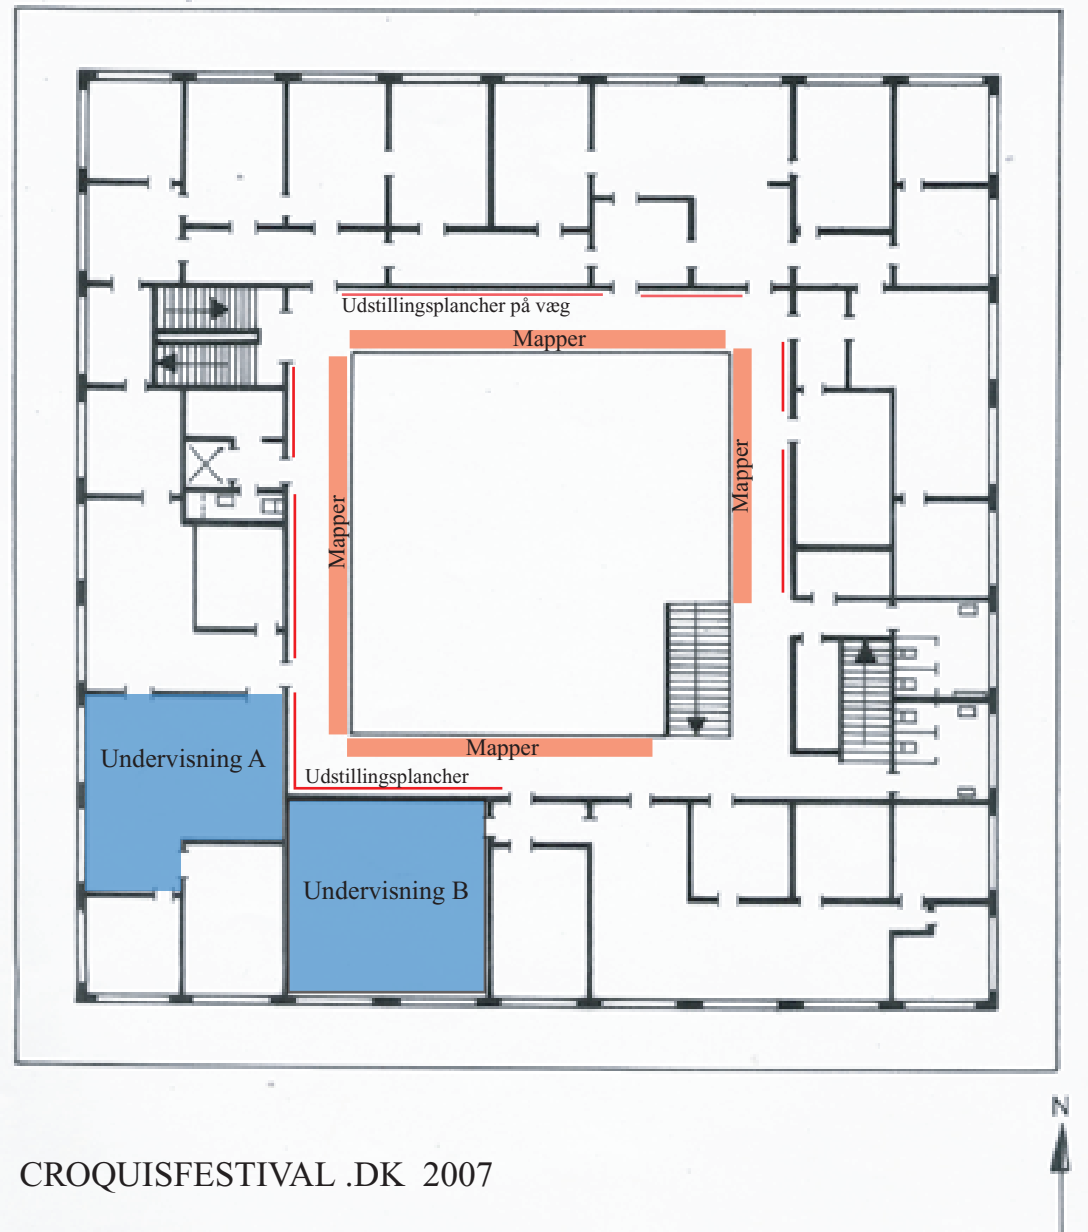 Udstillingsplancher på væg
Mapper
Mapper
Mapper
Mapper
Udstillingsplancher
Undervisning A
Undervisning B
N
CROQUISFESTIVAL .DK 2007